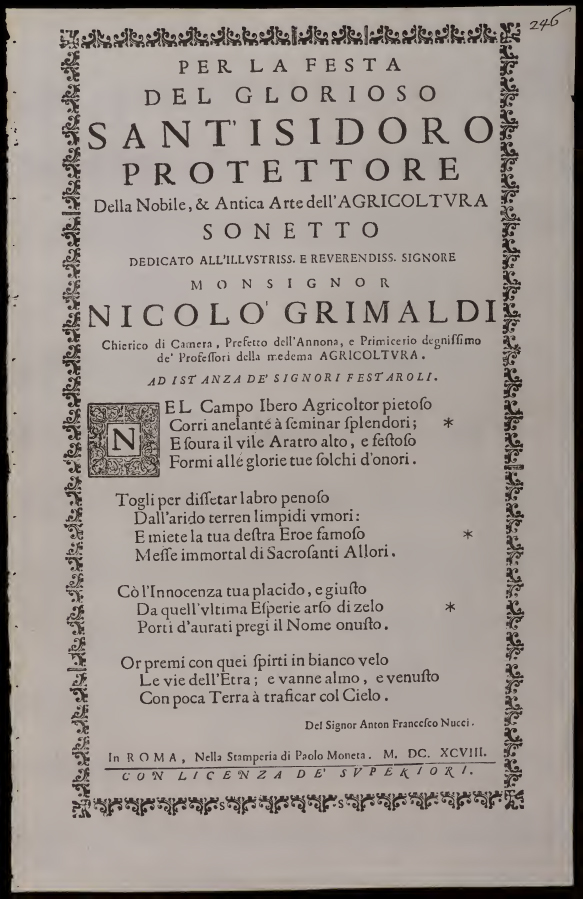 246
PER LA FESTA
DEL GLORIOSO
SANT'ISIDORO
PROTETTORE
Della Nobile, & Antica Arte dell'AGRICOLTVRA
SONETTO
DEDICATO ALL'ILLVSTRISS. E REVERENDISS. SIGNORE
MONSIGNOR
NICOLO' GRIMALDI
Chierico di Camera, Prefetto dell'Annona, e Primicerio degnissimo
de' Professori della medema AGRICOLTVRA.
AD ISTANZA DE' SIGNORI FESTAROLI.
NEL Campo Ibero Agricoltor pietoſo
Corri anelante à ſeminar ſplendori; *
E ſoura il vile Aratro alto, e feſtoſo
Formi alle glorie tue ſolchi d'onori.
Togli per diſſetar labro penoſo
Dall'arido terren limpidi vmori:
E miete la tua deſtra Eroe famoſo *
Meſſe immortal di Sacroſanti Allori.
Cò l'Innocenza tua placido, e giuſto
Da quell'vltima Eſperie arſo di zelo *
Porti d'aurati pregi il Nome onuſto.
Or premi con quei ſpirti in bianco velo
Le vie dell'Etra; e vanne almo, e venuſto
Con poca Terra à traficar col Cielo.
Del Signor Anton Franceſco Nucci.
In ROMA, Nella Stamperia di Paolo Moneta. M. DC. XCVIII.
CON LICENZA DE' SVPERIORI.